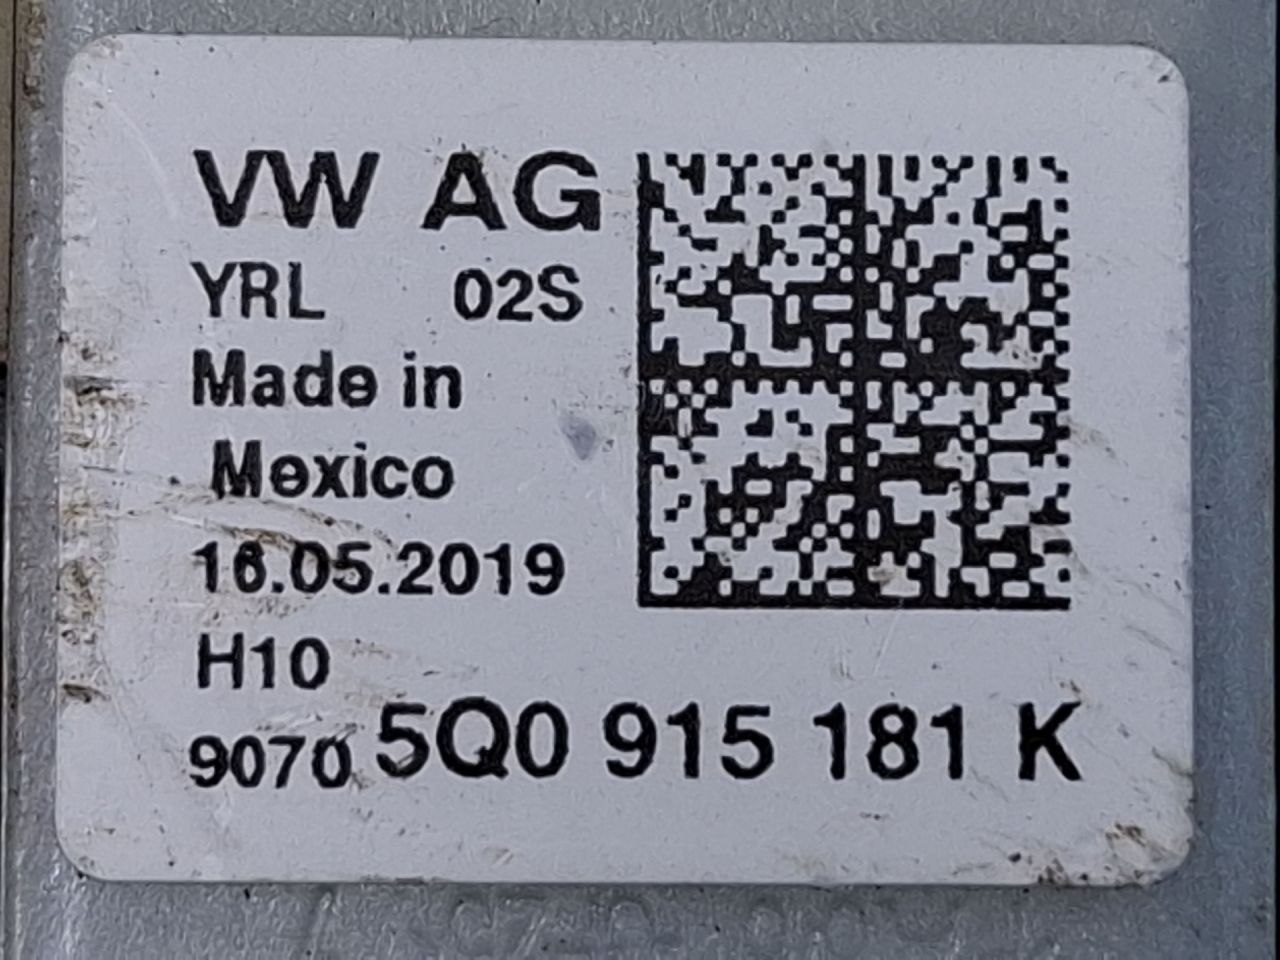 VW AG
YRL 02S
Made in
Mexico
16.05.2019
H10
9070 5Q0 915 181 K